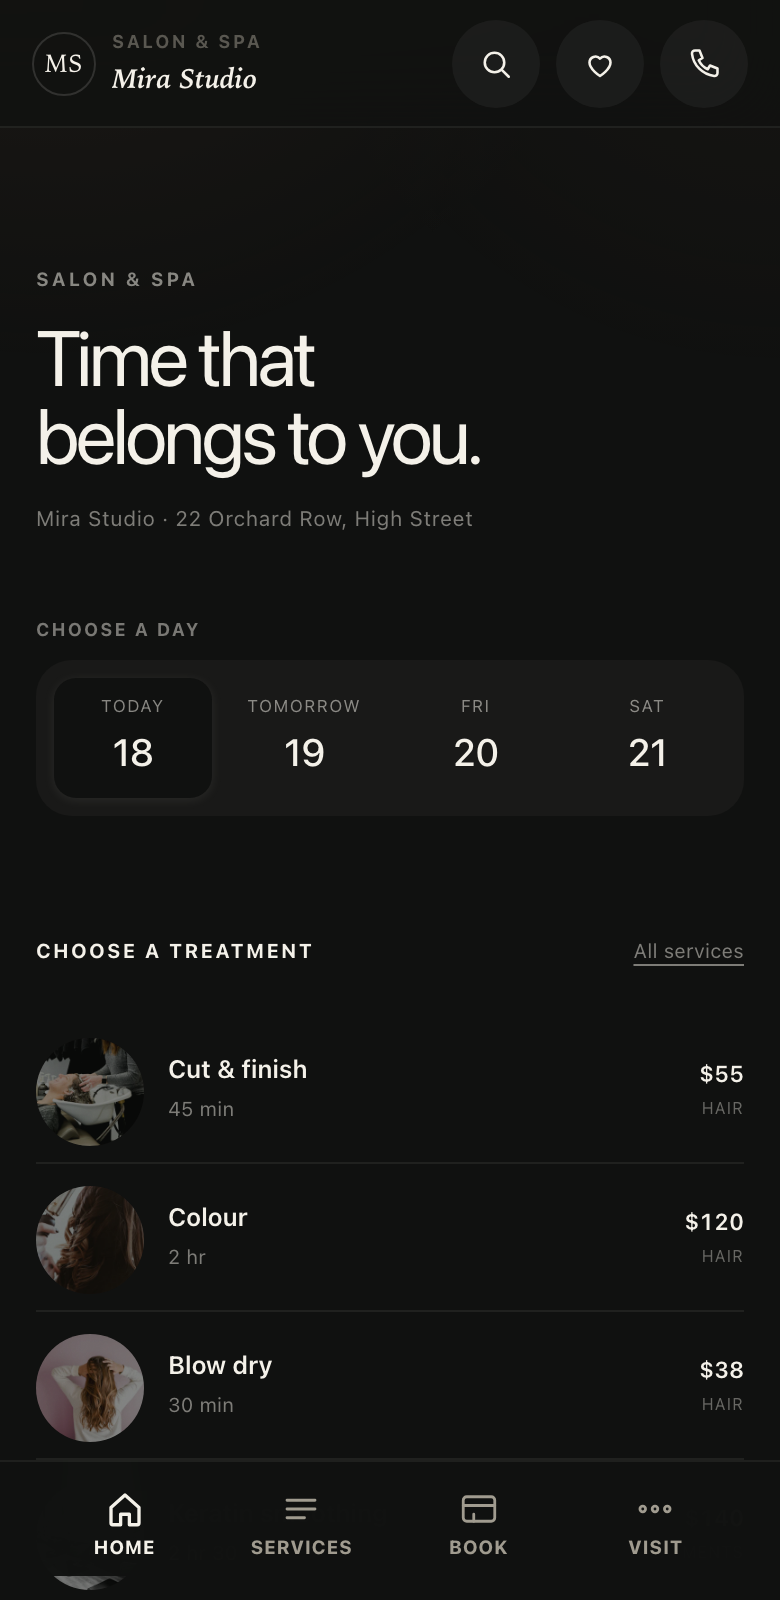 MS
SALON & SPA
Mira Studio
SALON & SPA
Time that
belongs to you.
Mira Studio · 22 Orchard Row, High Street
CHOOSE A DAY
TODAY TOMORROW FRI SAT
18 19 20 21
CHOOSE A TREATMENT All services
Cut & finish $55
45 min HAIR
Colour $120
2 hr HAIR
Blow dry $38
30 min HAIR
HOME SERVICES BOOK VISIT